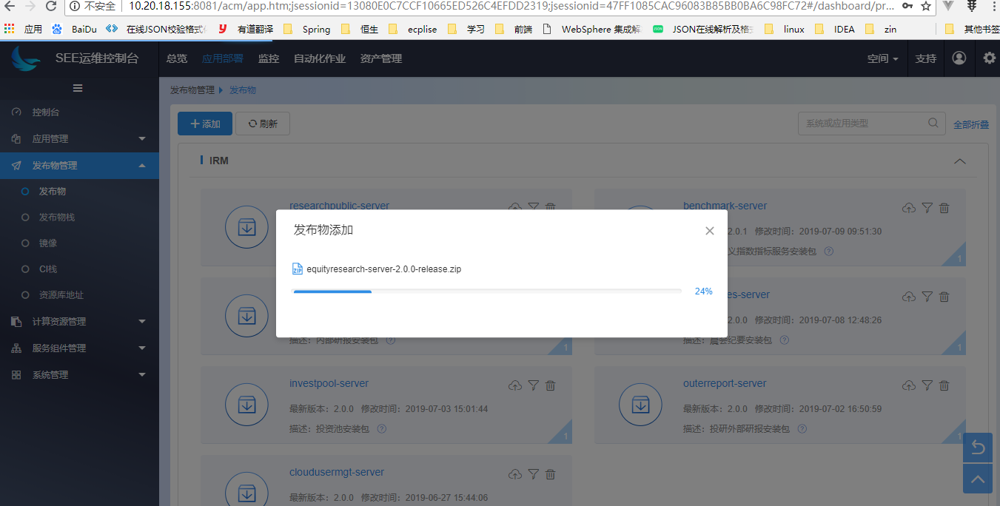 不安全 10.20.18.155:8081/acm/app.htm;jsessionid=13080E0C7CCF10665ED526C4EFDD2319;jsessionid=47FF1085CAC96083B85BB0BA6C98FC72#/dashboard/pr...
应用 BaiDu 在线JSON校验格式 有道翻译 Spring 恒生 ecplise 学习 前端 WebSphere 集成解 JSON在线解析及格式 linux IDEA zin 其他书签
SEE运维控制台 总览 应用部署 监控 自动化作业 资产管理 空间 支持
发布物管理 发布物
控制台
添加 刷新 系统或应用类型 全部折叠
应用管理
发布物管理
IRM
发布物
发布物栈
镜像
CI栈
资源库地址
计算资源管理
服务组件管理
系统管理
researchpublic-server
benchmark-server
2.0.1 修改时间：2019-07-09 09:51:30
义指数指标服务安装包
1
发布物添加
equityresearch-server-2.0.0-release.zip
24%
es-server
2.0.0 修改时间：2019-07-08 12:48:26
描述：内部研报安装包
1
描述：晨会纪要安装包
1
investpool-server
最新版本：2.0.0 修改时间：2019-07-03 15:01:44
描述：投资池安装包
1
outerreport-server
最新版本：2.0.0 修改时间：2019-07-02 16:50:59
描述：投研外部研报安装包
1
cloudusermgt-server
最新版本：2.0.0 修改时间：2019-06-27 15:44:06